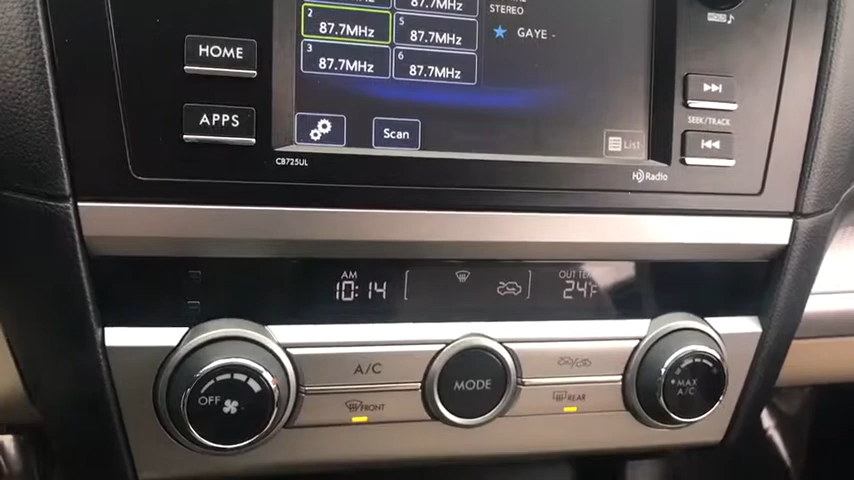 87.7MHz
HOLD
2
87.7MHz
5
87.7MHz
STEREO
GAYE -
HOME
3
87.7MHz
6
87.7MHz
APPS
SEEK/TRACK
Scan
List
CB725UL
HD Radio
AM
10:14
OUT TEMP
24°F
A/C
MODE
OFF
FRONT
REAR
MAX
A/C